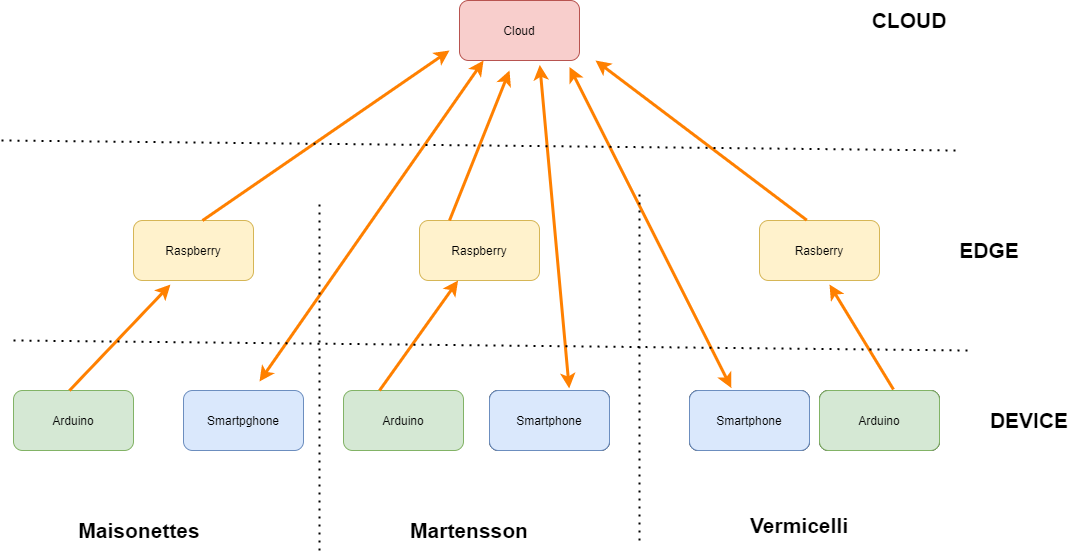 Cloud
CLOUD
Raspberry
Raspberry
Rasberry
EDGE
Arduino
Smartpghone
Arduino
Smartphone
Smartphone
Arduino
DEVICE
Maisonettes
Martensson
Vermicelli